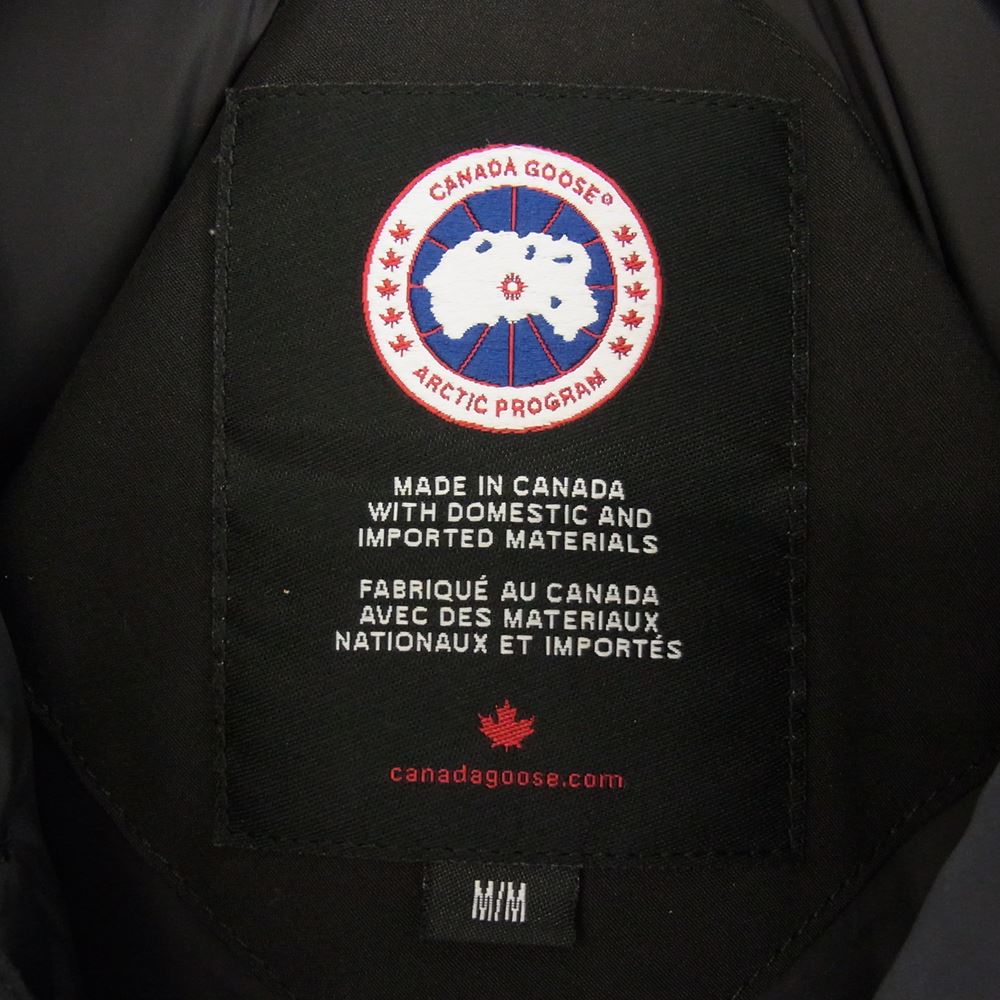 CANADA GOOSE®
ARCTIC PROGRAM
MADE IN CANADA
WITH DOMESTIC AND
IMPORTED MATERIALS
FABRIQUÉ AU CANADA
AVEC DES MATERIAUX
NATIONAUX ET IMPORTÉS
canadagoose.com
M/M